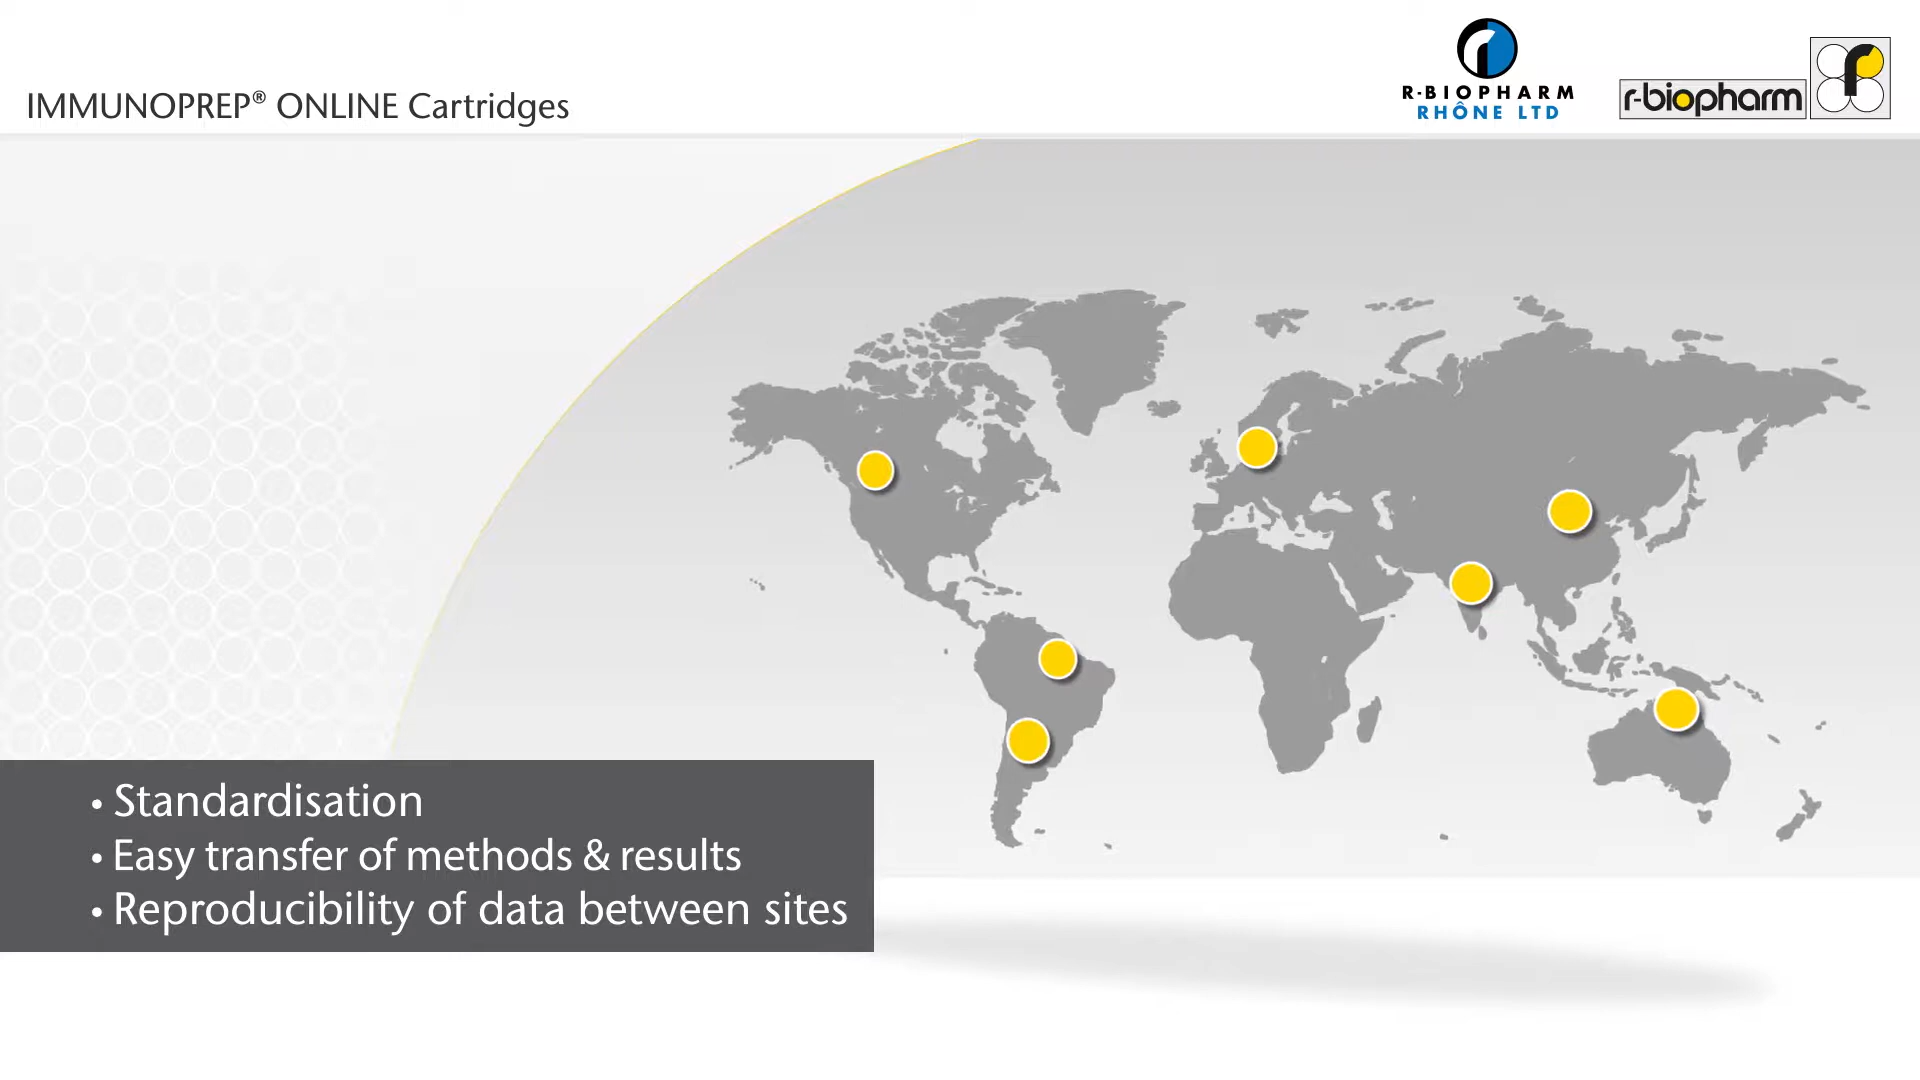 IMMUNOPREP® ONLINE Cartridges
R-BIOPHARM
RHÔNE LTD
r-biopharm
r
• Standardisation
• Easy transfer of methods & results
• Reproducibility of data between sites